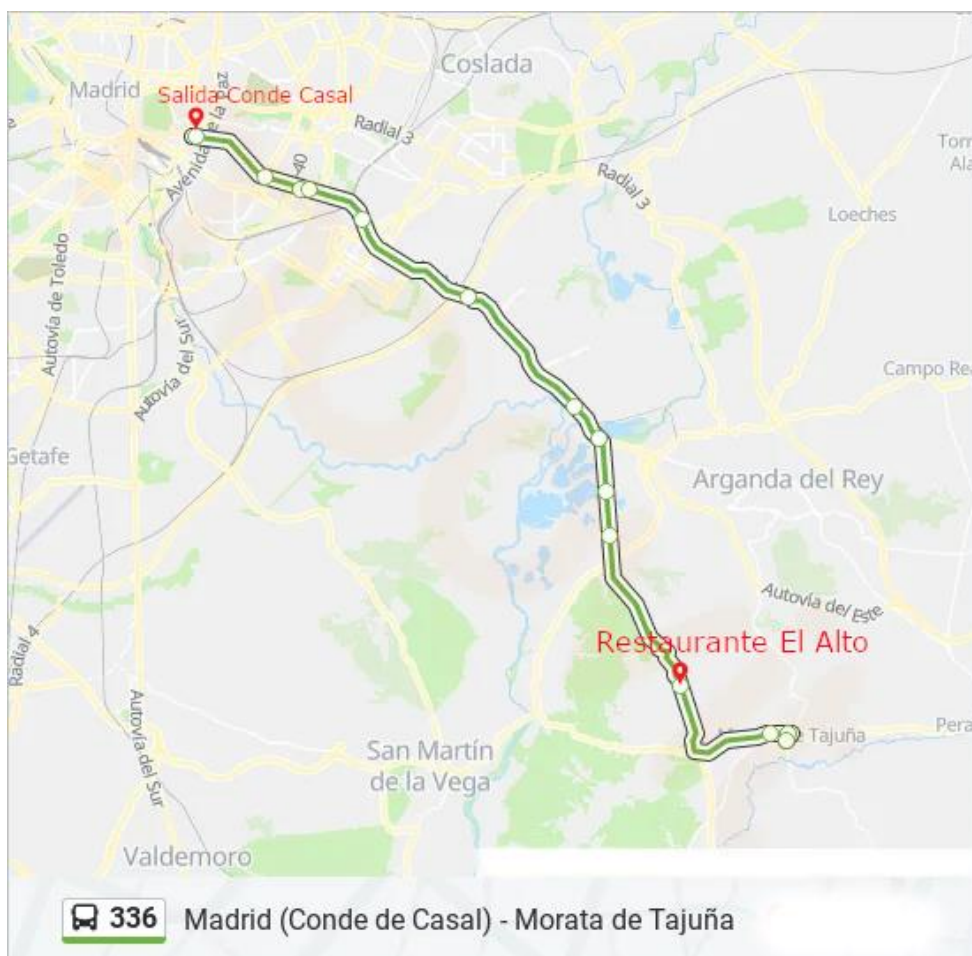 Coslada
Madrid
Salida Conde Casal
Avenida de la Paz
Radial 3
Radial 3
Loeches
Autovía de Toledo
Autovía del Sur
Campo Rea
Getafe
Arganda del Rey
Autovía del Este
Restaurante El Alto
Radial 4
Autovía del Sur
San Martín
de la Vega
Tajuña
Pera
Valdemoro
336 Madrid (Conde de Casal) - Morata de Tajuña